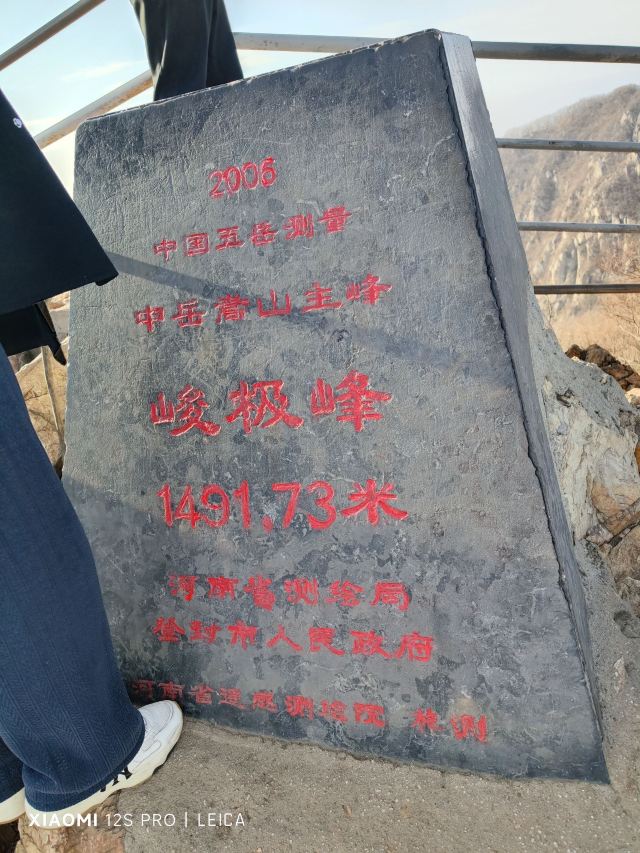 2006
中国五岳测量
中岳嵩山主峰
峻极峰
1491.73米
河南省测绘局
登封市人民政府
河南省遥感测绘院 施测
XIAOMI 12S PRO | LEICA